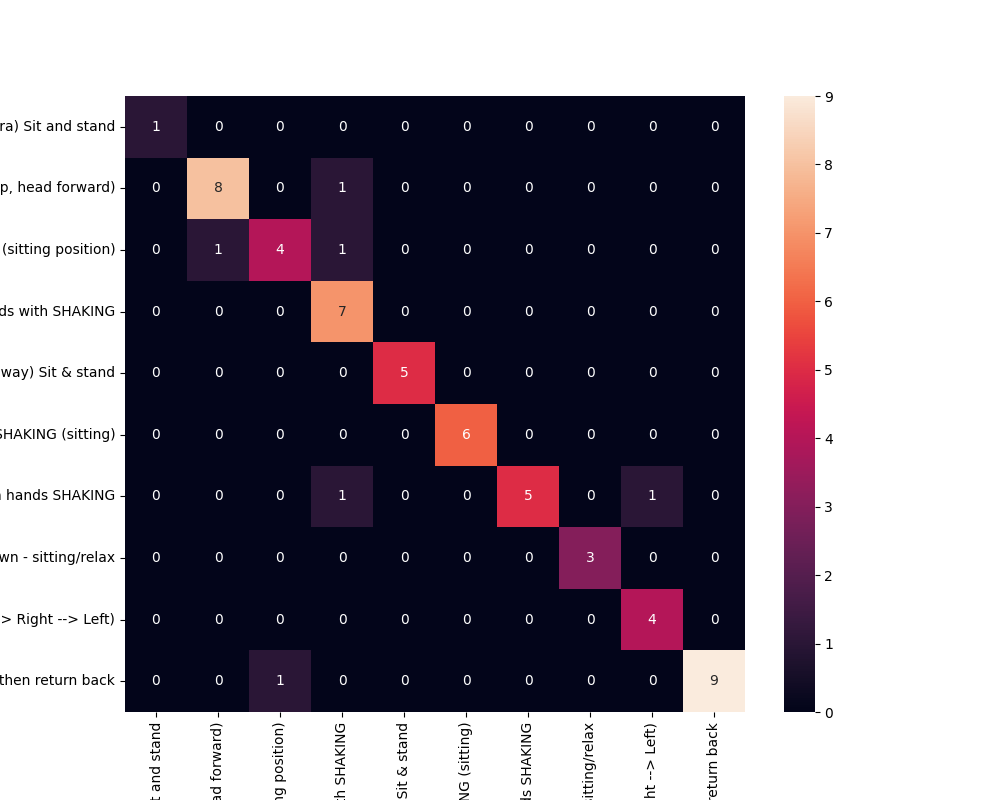 ra) Sit and stand
1 0 0 0 0 0 0 0 0 0
p, head forward)
0 8 0 1 0 0 0 0 0 0
(sitting position)
0 1 4 1 0 0 0 0 0 0
ds with SHAKING
0 0 0 7 0 0 0 0 0 0
way) Sit & stand
0 0 0 0 5 0 0 0 0 0
SHAKING (sitting)
0 0 0 0 0 6 0 0 0 0
hands SHAKING
0 0 0 1 0 0 5 0 1 0
wn - sitting/relax
0 0 0 0 0 0 0 3 0 0
> Right --> Left)
0 0 0 0 0 0 0 0 4 0
then return back
0 0 1 0 0 0 0 0 0 9
t and stand
ad forward)
ng position)
th SHAKING
Sit & stand
NG (sitting)
ds SHAKING
sitting/relax
ht --> Left)
return back
9
8
7
6
5
4
3
2
1
0